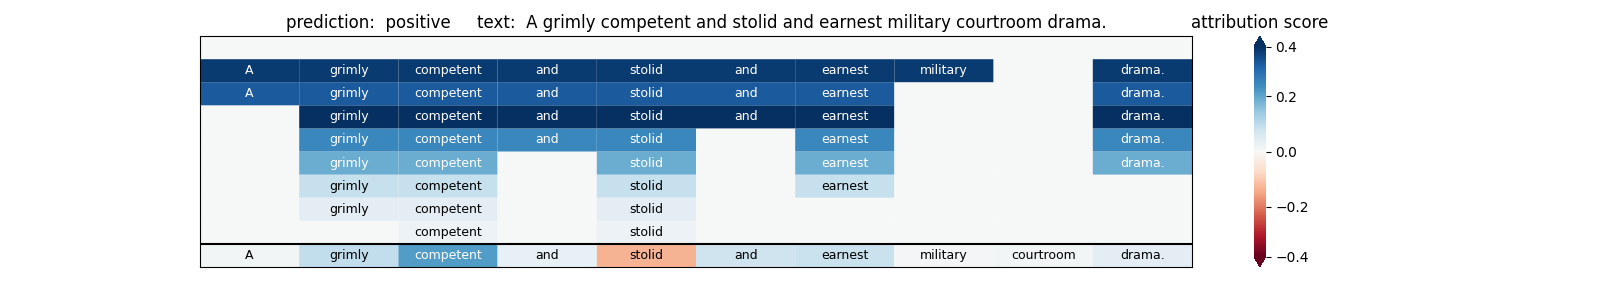 prediction:  positive     text:  A grimly competent and stolid and earnest military courtroom drama.
attribution score
A grimly competent and stolid and earnest military drama.
A grimly competent and stolid and earnest drama.
grimly competent and stolid and earnest drama.
grimly competent and stolid earnest drama.
grimly competent stolid earnest drama.
grimly competent stolid earnest
grimly competent stolid
competent stolid
A grimly competent and stolid and earnest military courtroom drama.
0.4
0.2
0.0
−0.2
−0.4